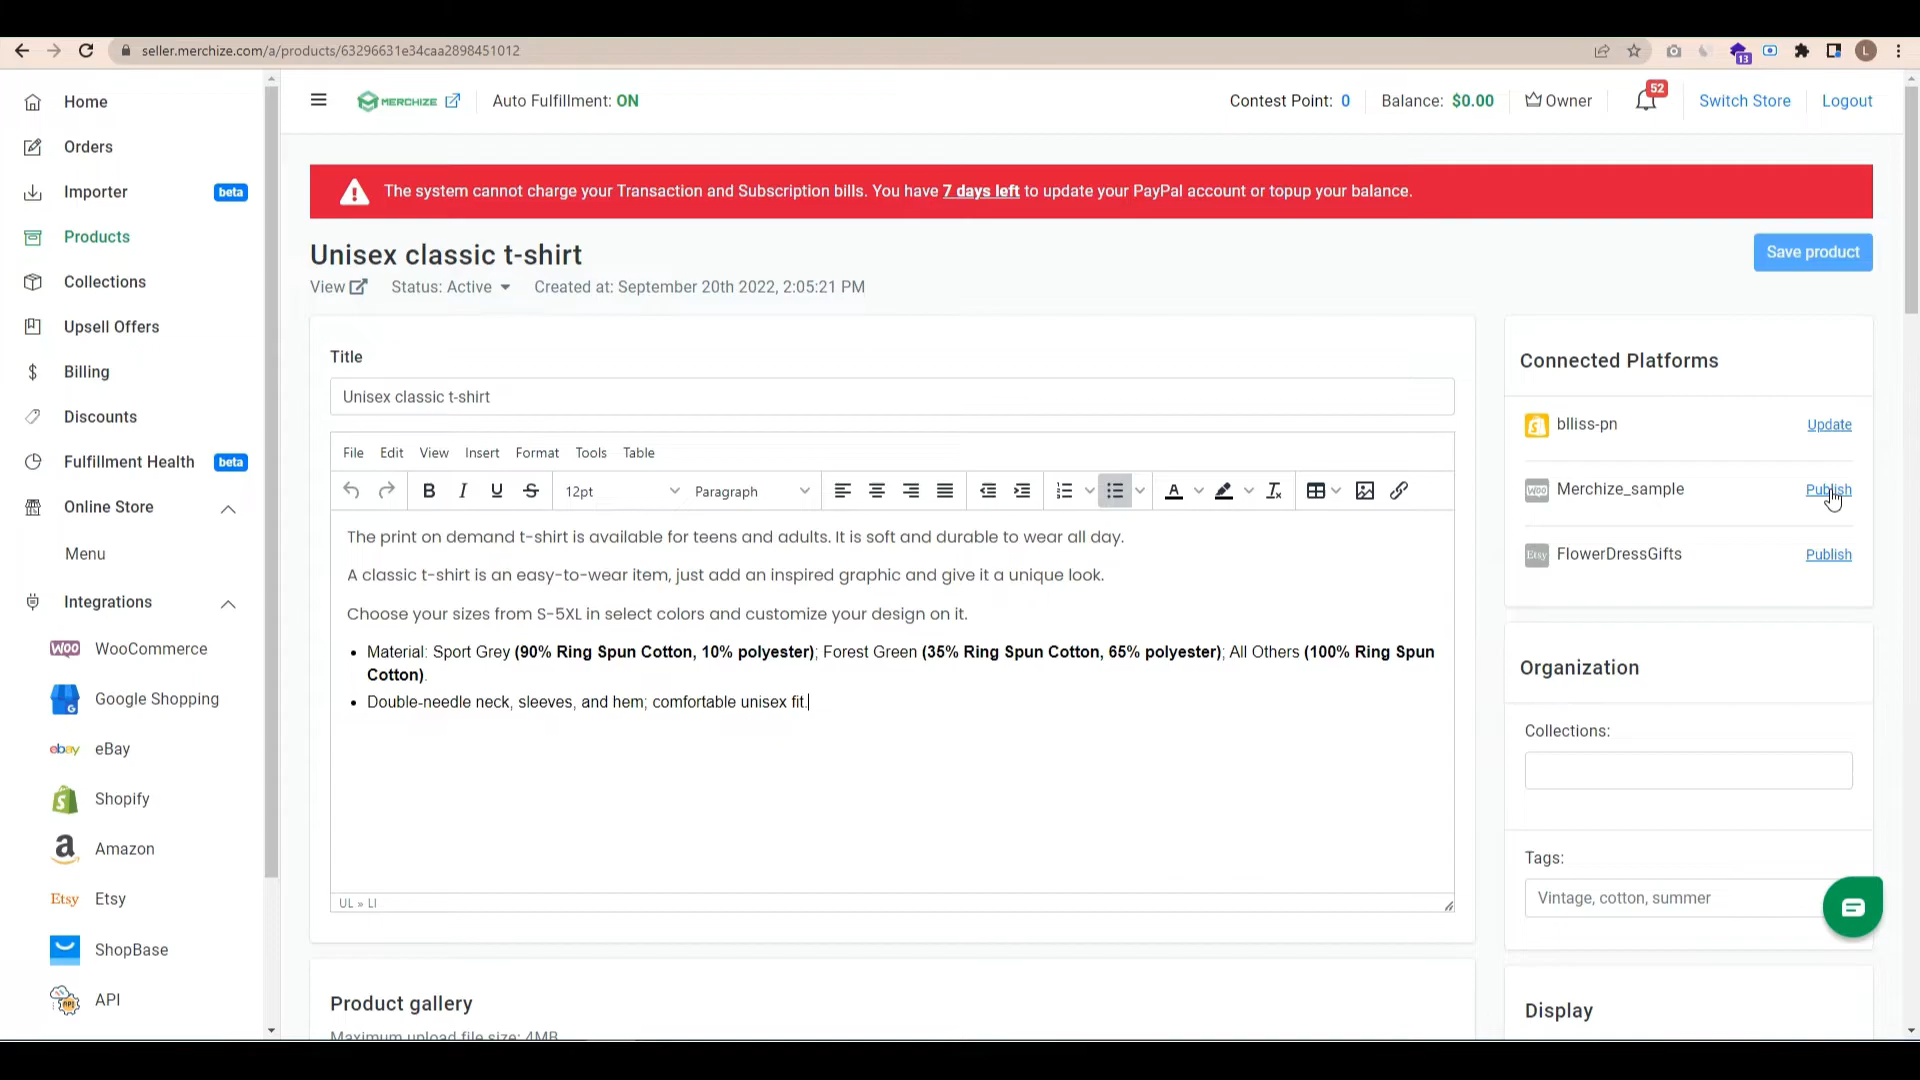 seller.merchize.com/a/products/63296631e34caa2898451012
13
L
Home
Orders
Importer beta
Products
Collections
Upsell Offers
Billing
Discounts
Fulfillment Health beta
Online Store
Menu
Integrations
WOO WooCommerce
Google Shopping
ebay eBay
Shopify
Amazon
Etsy Etsy
ShopBase
API API
MERCHIZE Auto Fulfillment: ON
Contest Point: 0 Balance: $0.00 Owner 52 Switch Store Logout
The system cannot charge your Transaction and Subscription bills. You have 7 days left to update your PayPal account or topup your balance.
Unisex classic t-shirt
Save product
View Status: Active Created at: September 20th 2022, 2:05:21 PM
Title
Unisex classic t-shirt
File Edit View Insert Format Tools Table
12pt Paragraph
The print on demand t-shirt is available for teens and adults. It is soft and durable to wear all day.
A classic t-shirt is an easy-to-wear item, just add an inspired graphic and give it a unique look.
Choose your sizes from S-5XL in select colors and customize your design on it.
• Material: Sport Grey (90% Ring Spun Cotton, 10% polyester); Forest Green (35% Ring Spun Cotton, 65% polyester); All Others (100% Ring Spun
Cotton).
• Double-needle neck, sleeves, and hem; comfortable unisex fit.
UL » LI
Product gallery
Maximum upload file size: 4MB
Connected Platforms
blliss-pn Update
WOO Merchize_sample Publish
Etsy FlowerDressGifts Publish
Organization
Collections:
Tags:
Vintage, cotton, summer
Display